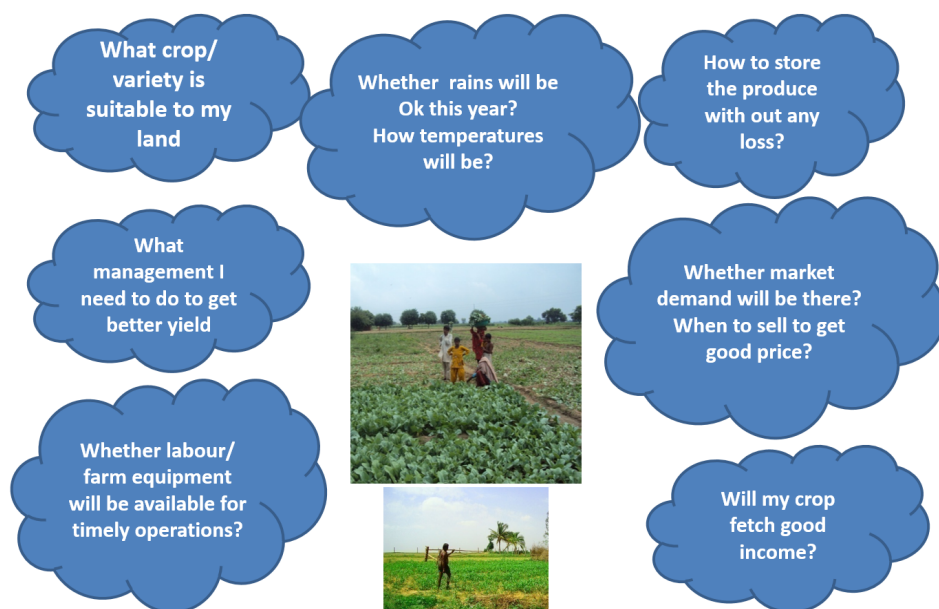 What crop/
variety is
suitable to my
land
Whether rains will be
Ok this year?
How temperatures
will be?
How to store
the produce
with out any
loss?
What
management I
need to do to get
better yield
Whether market
demand will be there?
When to sell to get
good price?
Whether labour/
farm equipment
will be available for
timely operations?
Will my crop
fetch good
income?